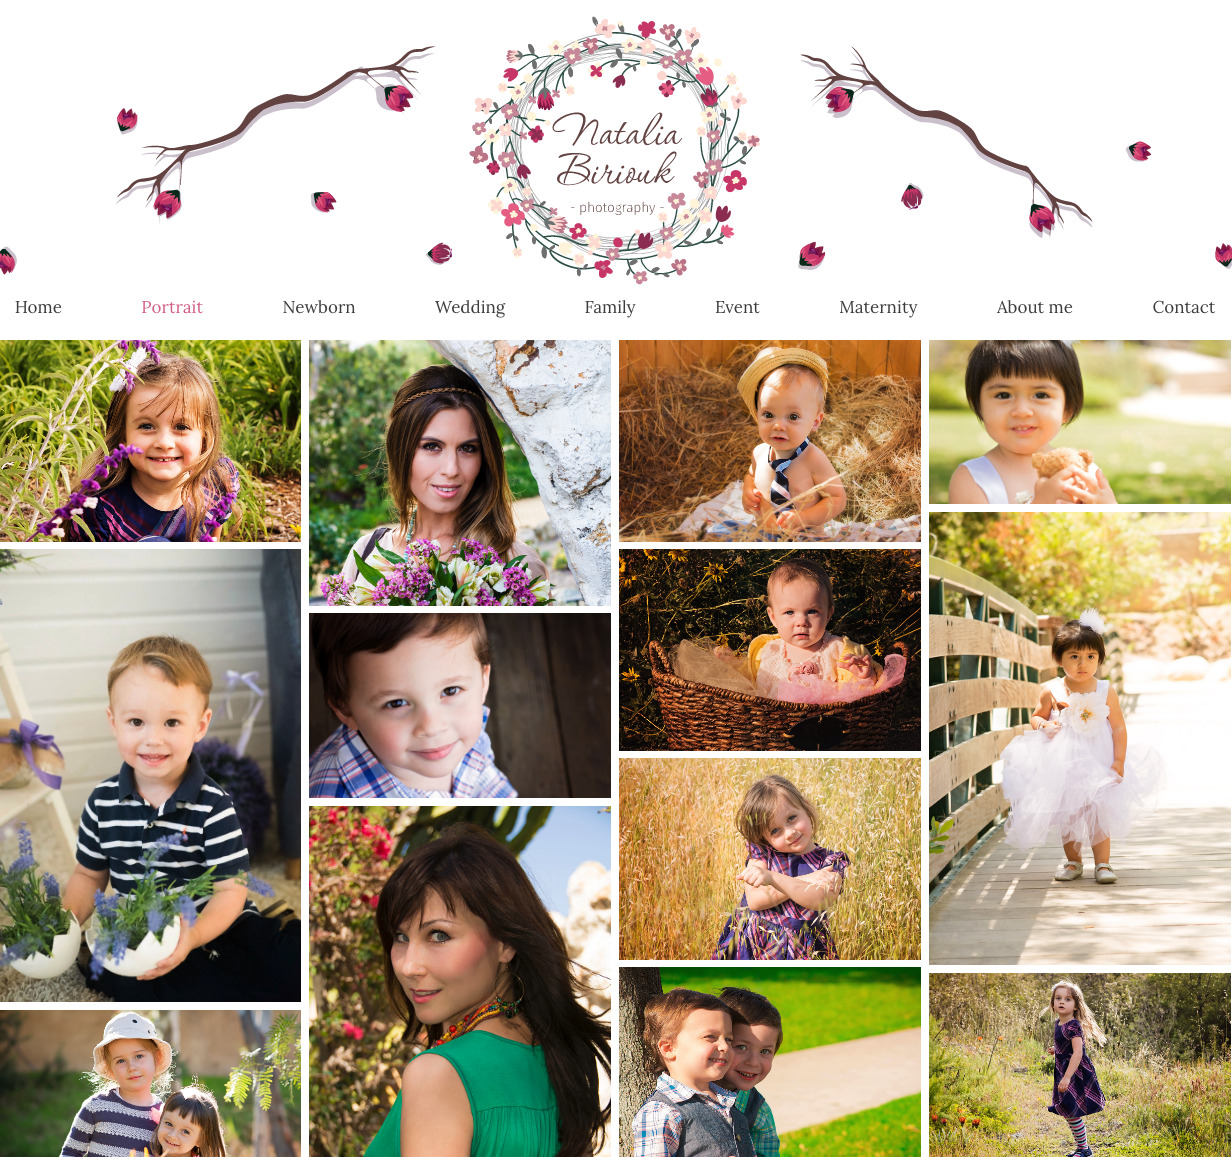 Natalia
Biriouk
- photography -
Home
Portrait
Newborn
Wedding
Family
Event
Maternity
About me
Contact